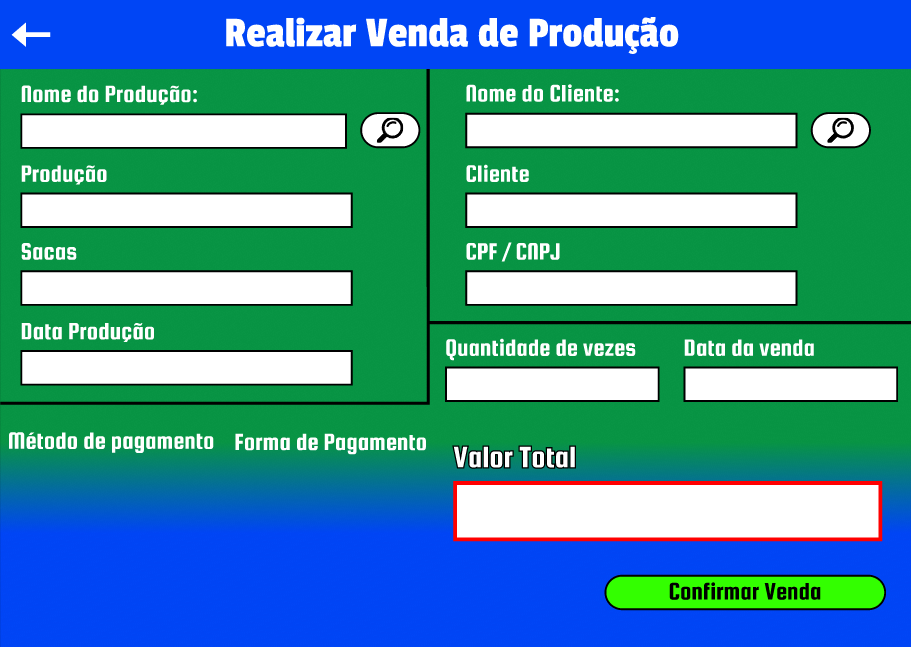 Realizar Venda de Produção
Nome do Produção:
Produção
Sacas
Data Produção
Nome do Cliente:
Cliente
CPF / CNPJ
Quantidade de vezes
Data da venda
Método de pagamento
Forma de Pagamento
Valor Total
Confirmar Venda